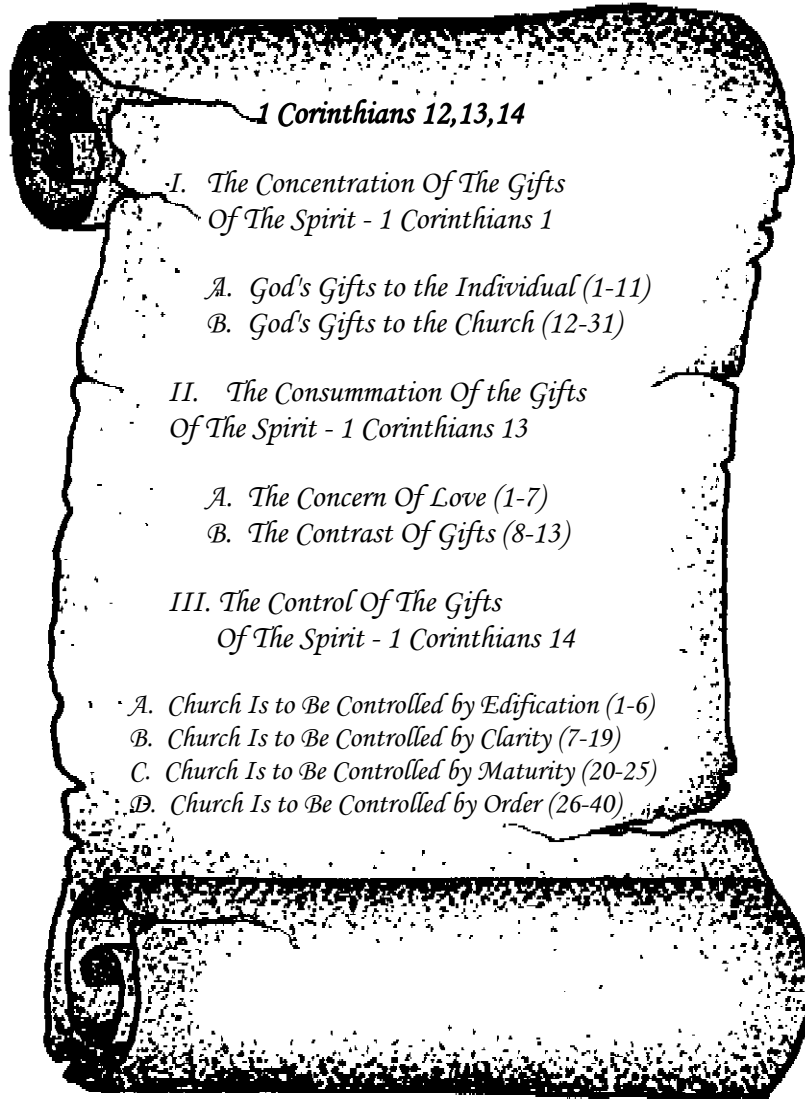 1 Corinthians 12,13,14
I. The Concentration Of The Gifts
Of The Spirit - 1 Corinthians 1
A. God's Gifts to the Individual (1-11)
B. God's Gifts to the Church (12-31)
II. The Consummation Of the Gifts
Of The Spirit - 1 Corinthians 13
A. The Concern Of Love (1-7)
B. The Contrast Of Gifts (8-13)
III. The Control Of The Gifts
Of The Spirit - 1 Corinthians 14
A. Church Is to Be Controlled by Edification (1-6)
B. Church Is to Be Controlled by Clarity (7-19)
C. Church Is to Be Controlled by Maturity (20-25)
D. Church Is to Be Controlled by Order (26-40)